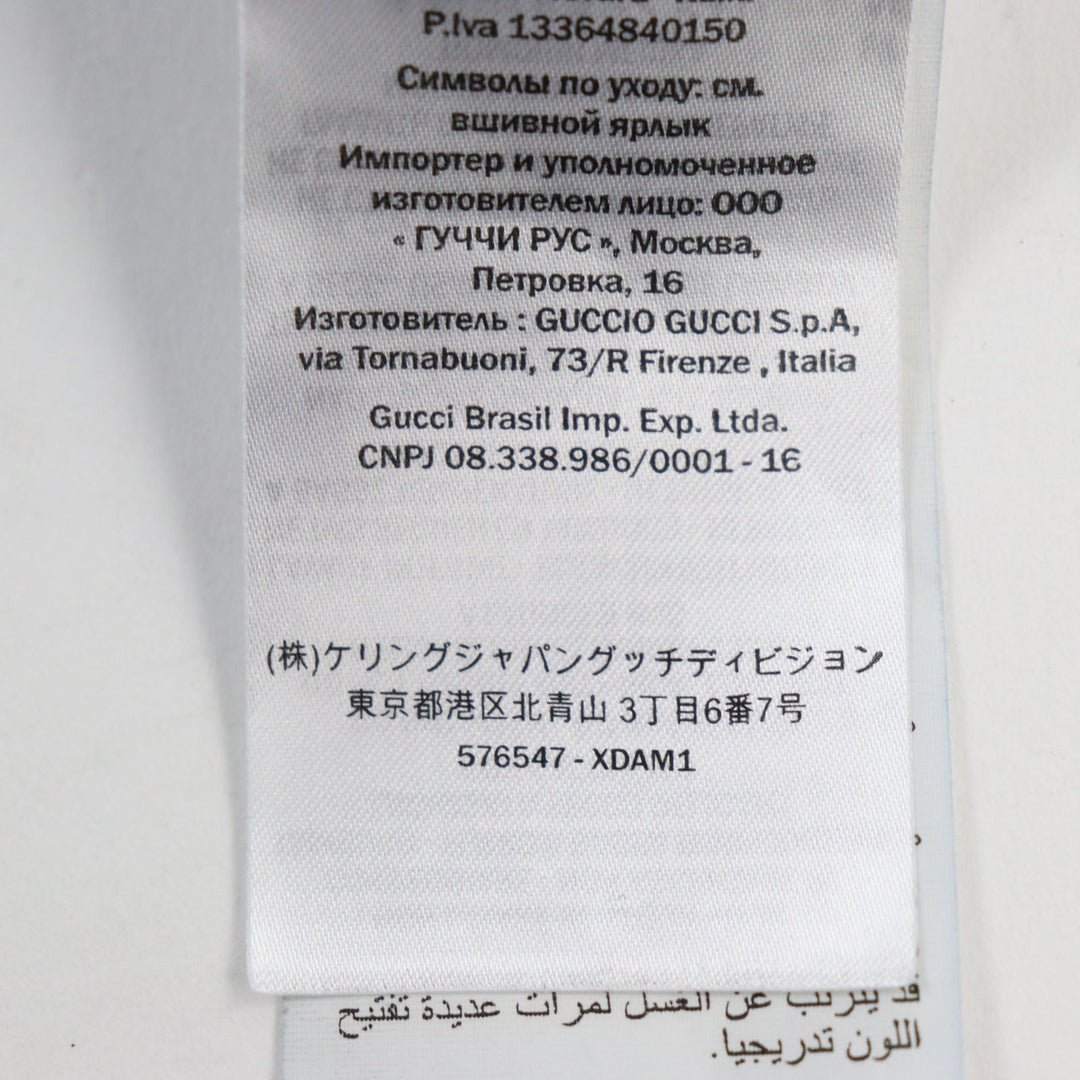 P.Iva 13364840150
Символы по уходу: см.
вшивной ярлык
Импортер и уполномоченное
изготовителем лицо: ООО
« ГУЧЧИ РУС », Москва,
Петровка, 16
Изготовитель : GUCCIO GUCCI S.p.A,
via Tornabuoni, 73/R Firenze , Italia
Gucci Brasil Imp. Exp. Ltda.
CNPJ 08.338.986/0001 - 16
(株)ケリングジャパングッチディビジョン
東京都港区北青山 3丁目6番7号
576547 - XDAM1
قد يترتب عن الغسل لمرات عديدة تفتيح
اللون تدريجيا.